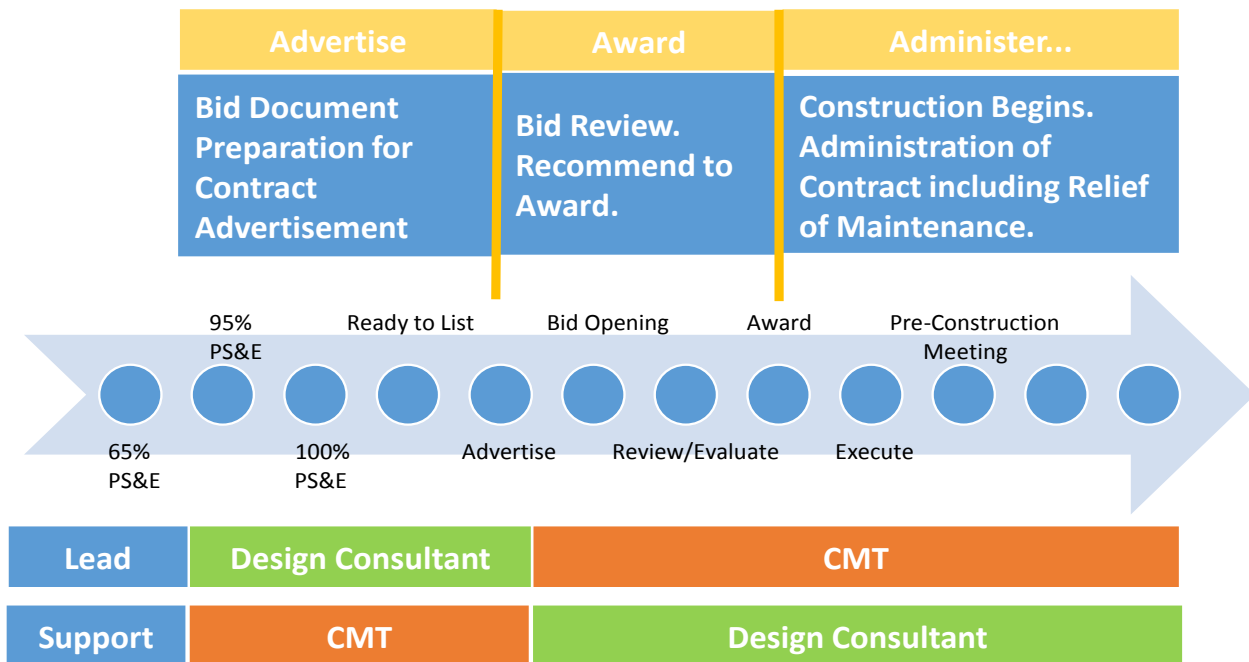 Advertise
Award
Administer...
Bid Document
Preparation for
Contract
Advertisement
Bid Review.
Recommend to
Award.
Construction Begins.
Administration of
Contract including Relief
of Maintenance.
95%
PS&E
Ready to List
Bid Opening
Award
Pre-Construction
Meeting
65%
PS&E
100%
PS&E
Advertise
Review/Evaluate
Execute
Lead
Design Consultant
CMT
Support
CMT
Design Consultant